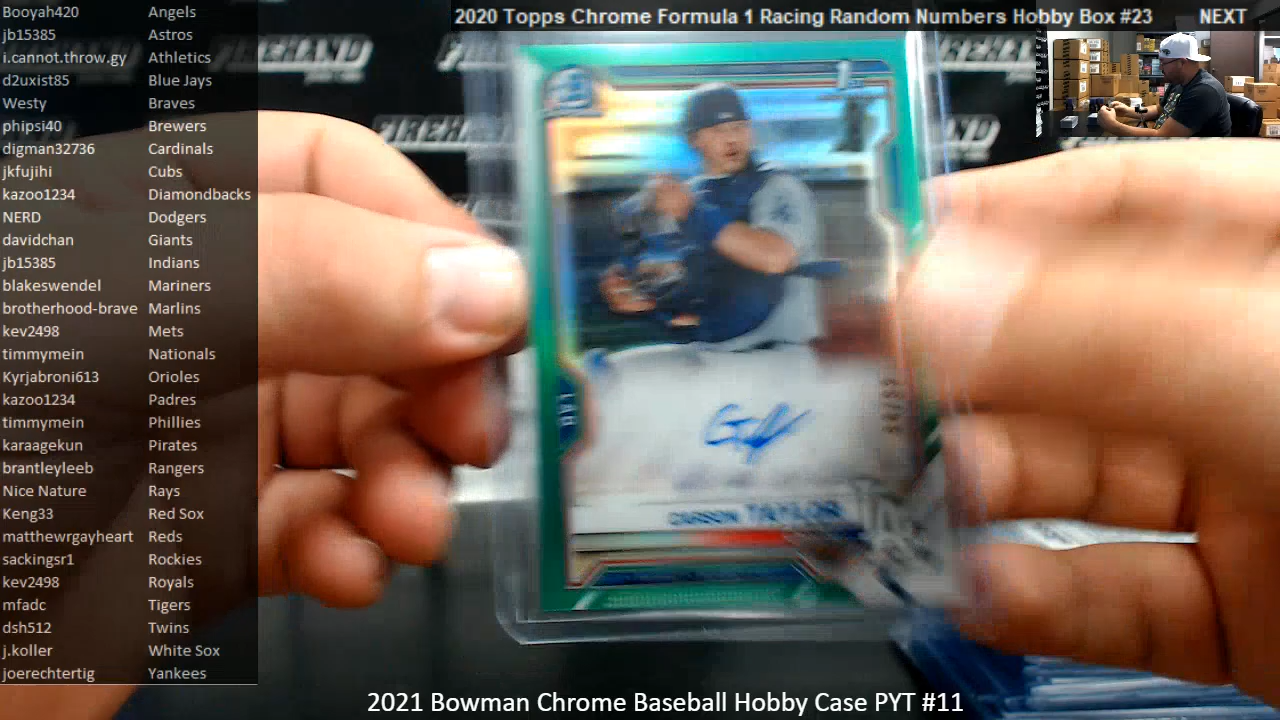 2020 Topps Chrome Formula 1 Racing Random Numbers Hobby Box #23 NEXT
Booyah420 Angels
jb15385 Astros
i.cannot.throw.gy Athletics
d2uxist85 Blue Jays
Westy Braves
phipsi40 Brewers
digman32736 Cardinals
jkfujihi Cubs
kazoo1234 Diamondbacks
NERD Dodgers
davidchan Giants
jb15385 Indians
blakeswendel Mariners
brotherhood-brave Marlins
kev2498 Mets
timmymein Nationals
Kyrjabroni613 Orioles
kazoo1234 Padres
timmymein Phillies
karaagekun Pirates
brantleyleeb Rangers
Nice Nature Rays
Keng33 Red Sox
matthewrgayheart Reds
sackingsr1 Rockies
kev2498 Royals
mfadc Tigers
dsh512 Twins
j.koller White Sox
joerechtertig Yankees
FIREHAND
1st
CARSON TAYLOR
2021 Bowman Chrome Baseball Hobby Case PYT #11